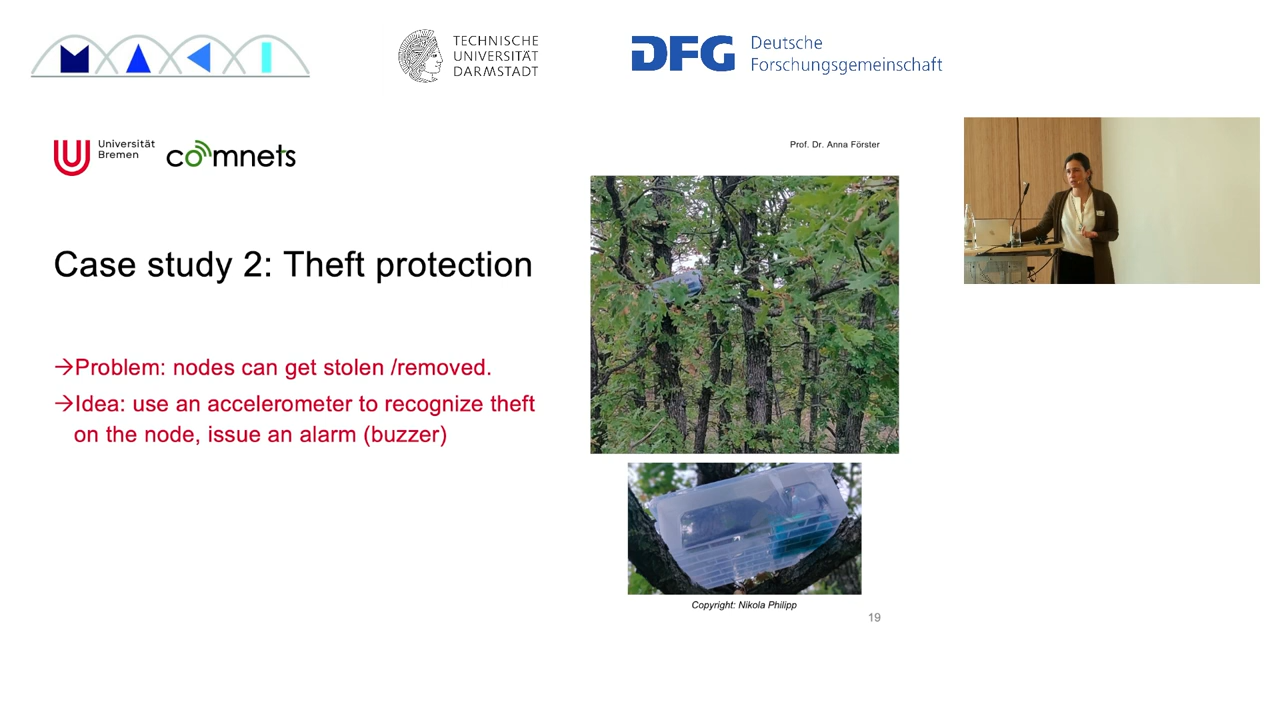 MAKI
TECHNISCHE
UNIVERSITÄT
DARMSTADT
DFG
Deutsche
Forschungsgemeinschaft
Universität
Bremen
comnets
Prof. Dr. Anna Förster
Case study 2: Theft protection
→Problem: nodes can get stolen /removed.
→Idea: use an accelerometer to recognize theft
on the node, issue an alarm (buzzer)
Copyright: Nikola Philipp
19